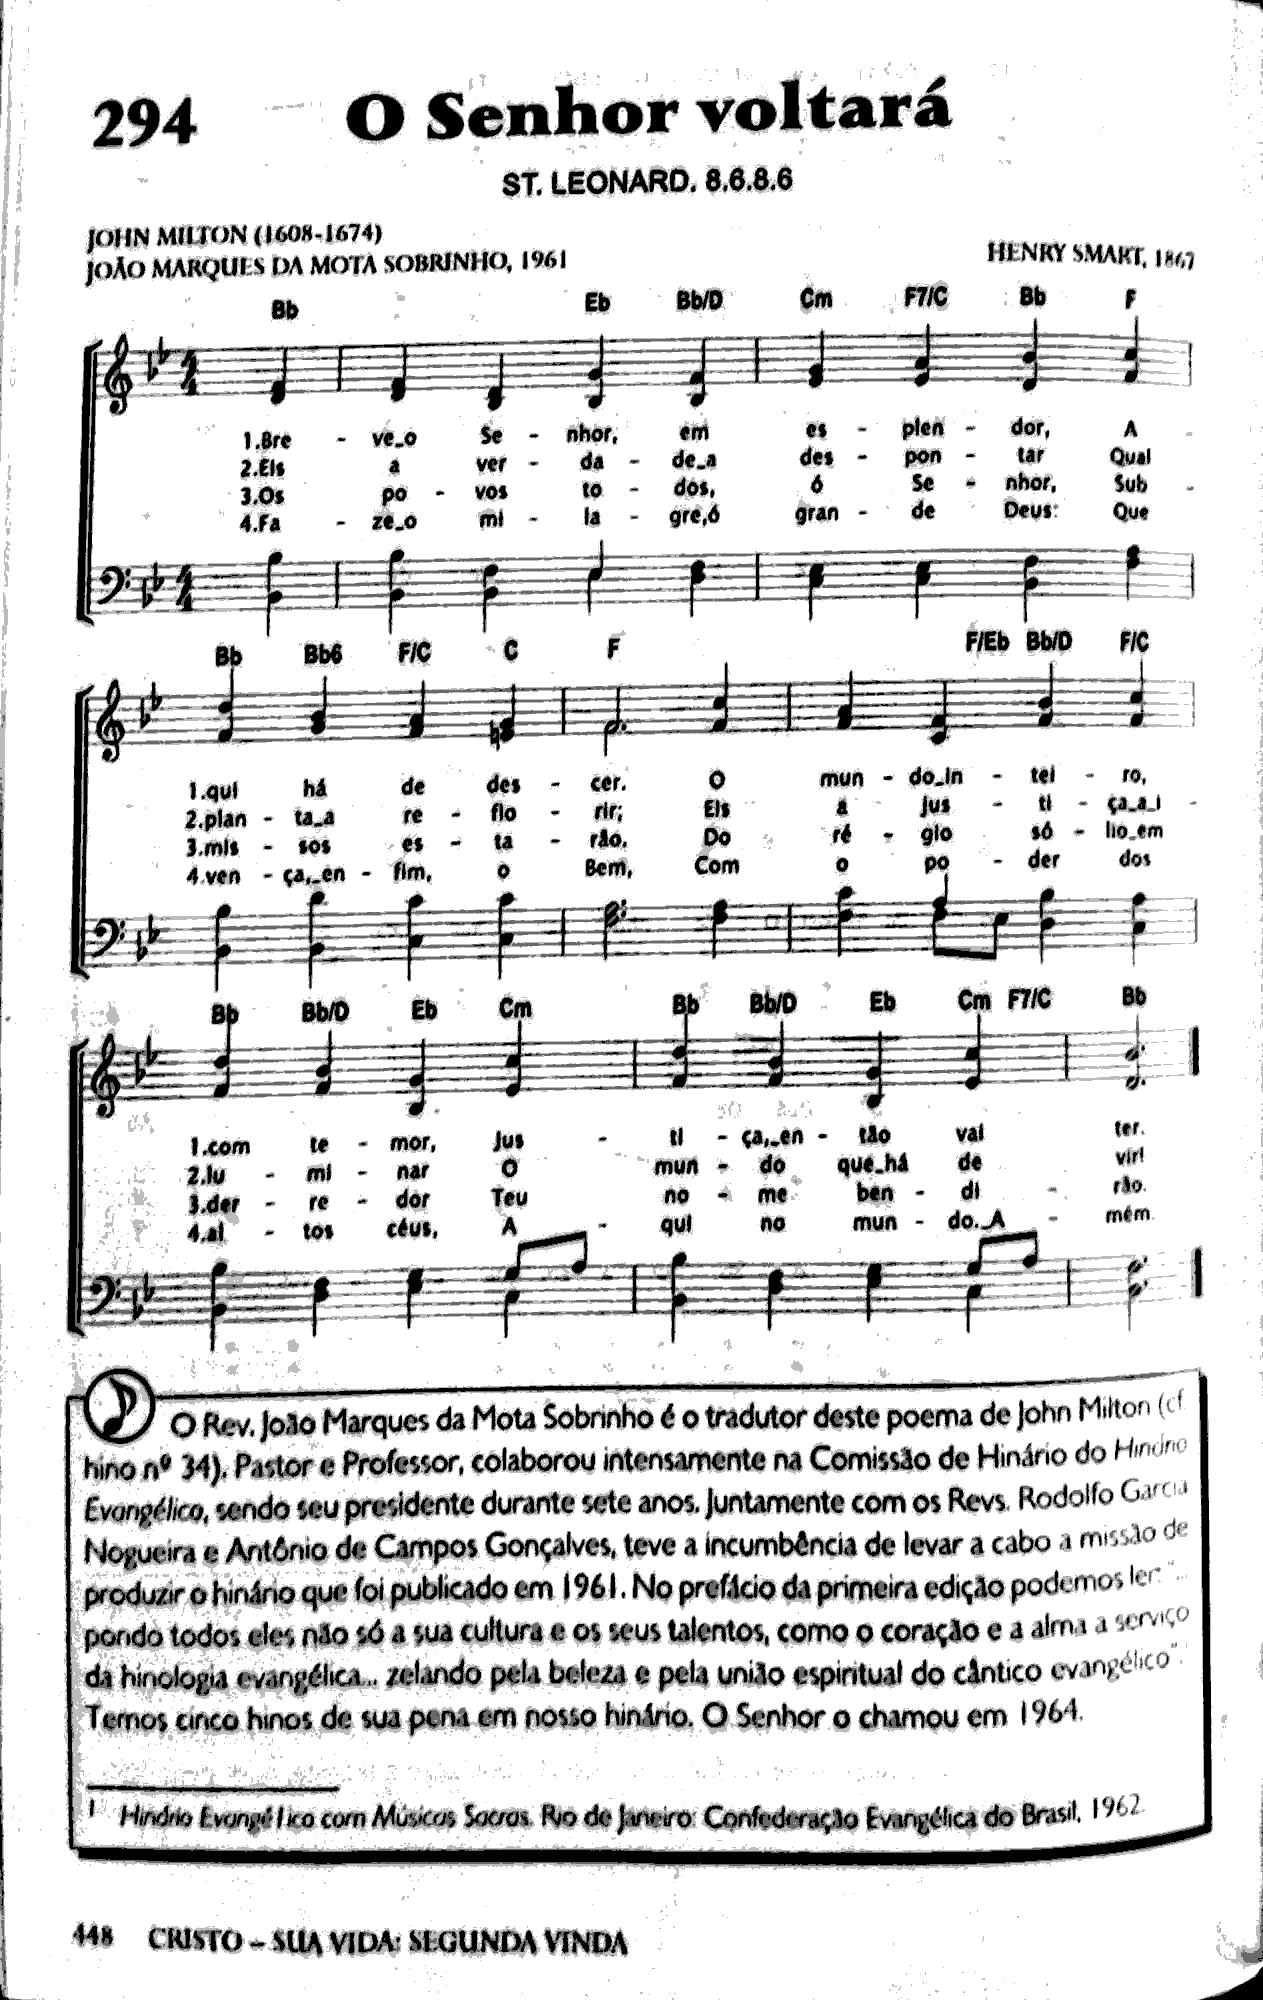 294 O Senhor voltará
ST. LEONARD. 8.6.8.6
JOHN MILTON (1608-1674)
JOÃO MARQUES DA MOTA SOBRINHO, 1961
HENRY SMART, 1867
Bb Eb Bb/D Cm F7/C Bb F
1.Bre - ve_o Se - nhor, em es - plen - dor, A -
2.Eis a ver - da - de_a des - pon - tar Qual
3.Os po - vos to - dos, ó Se - nhor, Sub -
4.Fa - ze_o mi - la - gre,ó gran - de Deus: Que
Bb Bb6 F/C C F F/Eb Bb/D F/C
1.qui há de des - cer. O mun - do_in - tei - ro,
2.plan - ta_a re - flo - rir; Eis a jus - ti - ça_a_i -
3.mis - sos es - ta - rão. Do ré - gio só - lio_em
4.ven - ça,_en - fim, o Bem, Com o po - der dos
Bb Bb/D Eb Cm Bb Bb/D Eb Cm F7/C Bb
1.com te - mor, Jus - ti - ça,_en - tão vai ter.
2.lu - mi - nar O mun - do que_há de vir!
3.der - re - dor Teu no - me ben - di - rão.
4.al - tos céus, A - qui no mun - do._A - mém.
O Rev. João Marques da Mota Sobrinho é o tradutor deste poema de John Milton (cf
hino nº 34). Pastor e Professor, colaborou intensamente na Comissão de Hinário do Hinário
Evangélico, sendo seu presidente durante sete anos. Juntamente com os Revs. Rodolfo Garcia
Nogueira e Antônio de Campos Gonçalves, teve a incumbência de levar a cabo a missão de
produzir o hinário que foi publicado em 1961. No prefácio da primeira edição podemos ler: "...
pondo todos eles não só a sua cultura e os seus talentos, como o coração e a alma a serviço
da hinologia evangélica... zelando pela beleza e pela união espiritual do cântico evangélico".
Temos cinco hinos de sua pena em nosso hinário. O Senhor o chamou em 1964.
1 Hinário Evangélico com Músicas Sacras. Rio de Janeiro: Confederação Evangélica do Brasil, 1962.
448 CRISTO – SUA VIDA: SEGUNDA VINDA